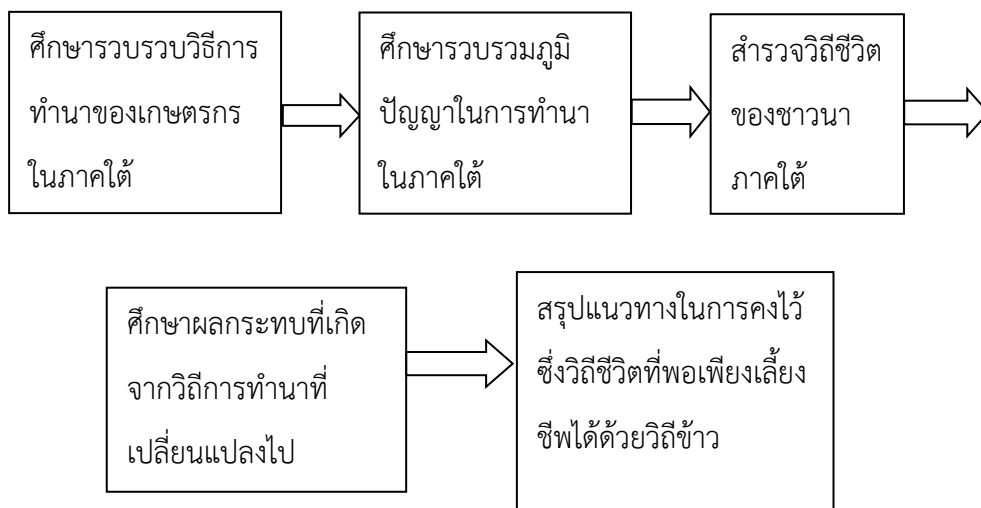 ศึกษารวบรวบวิธีการ
ทำนาของเกษตรกร
ในภาคใต้
ศึกษารวบรวมภูมิ
ปัญญาในการทำนา
ในภาคใต้
สำรวจวิถีชีวิต
ของชาวนา
ภาคใต้
ศึกษาผลกระทบที่เกิด
จากวิถีการทำนาที่
เปลี่ยนแปลงไป
สรุปแนวทางในการคงไว้
ซึ่งวิถีชีวิตที่พอเพียงเลี้ยง
ชีพได้ด้วยวิถีข้าว